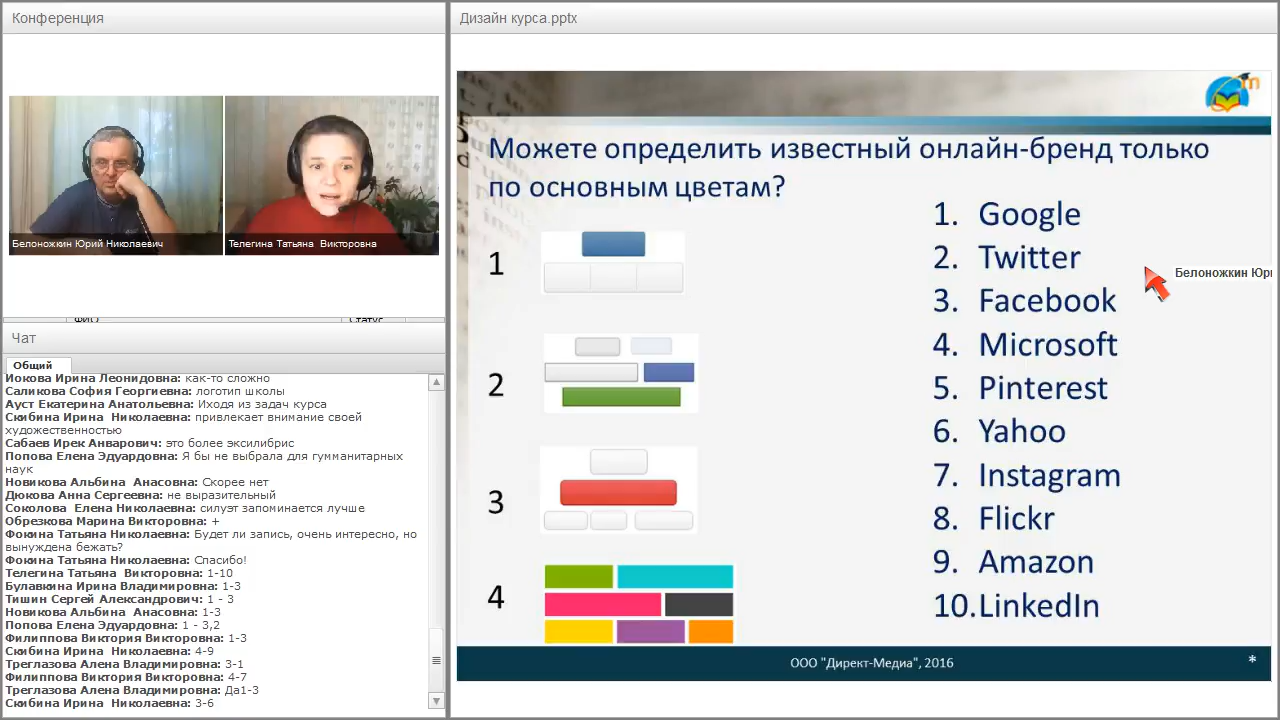 Конференция
Белоножкин Юрий Николаевич
Телегина Татьяна Викторовна
ФИО
Статус
Чат
Общий
Иокова Ирина Леонидовна: как-то сложно
Саликова София Георгиевна: логотип школы
Ауст Екатерина Анатольевна: Иходя из задач курса
Скибина Ирина Николаевна: привлекает внимание своей
художественностью
Сабаев Ирек Анварович: это более эксилибрис
Попова Елена Эдуардовна: Я бы не выбрала для гумманитарных
наук
Новикова Альбина Анасовна: Скорее нет
Дюкова Анна Сергеевна: не выразительный
Соколова Елена Николаевна: силуэт запоминается лучше
Обрезкова Марина Викторовна: +
Фокина Татьяна Николаевна: Будет ли запись, очень интересно, но
вынуждена бежать?
Фокина Татьяна Николаевна: Спасибо!
Телегина Татьяна Викторовна: 1-10
Булавкина Ирина Владимировна: 1-3
Тишин Сергей Александрович: 1 - 3
Новикова Альбина Анасовна: 1-3
Попова Елена Эдуардовна: 1 - 3,2
Филиппова Виктория Викторовна: 1-3
Скибина Ирина Николаевна: 4-9
Треглазова Алена Владимировна: 3-1
Филиппова Виктория Викторовна: 4-7
Треглазова Алена Владимировна: Да1-3
Скибина Ирина Николаевна: 3-6
Дизайн курса.pptx
Можете определить известный онлайн-бренд только
по основным цветам?
1
2
3
4
1. Google
2. Twitter
3. Facebook
4. Microsoft
5. Pinterest
6. Yahoo
7. Instagram
8. Flickr
9. Amazon
10. LinkedIn
Белоножкин Юр
ООО "Директ-Медиа", 2016
*